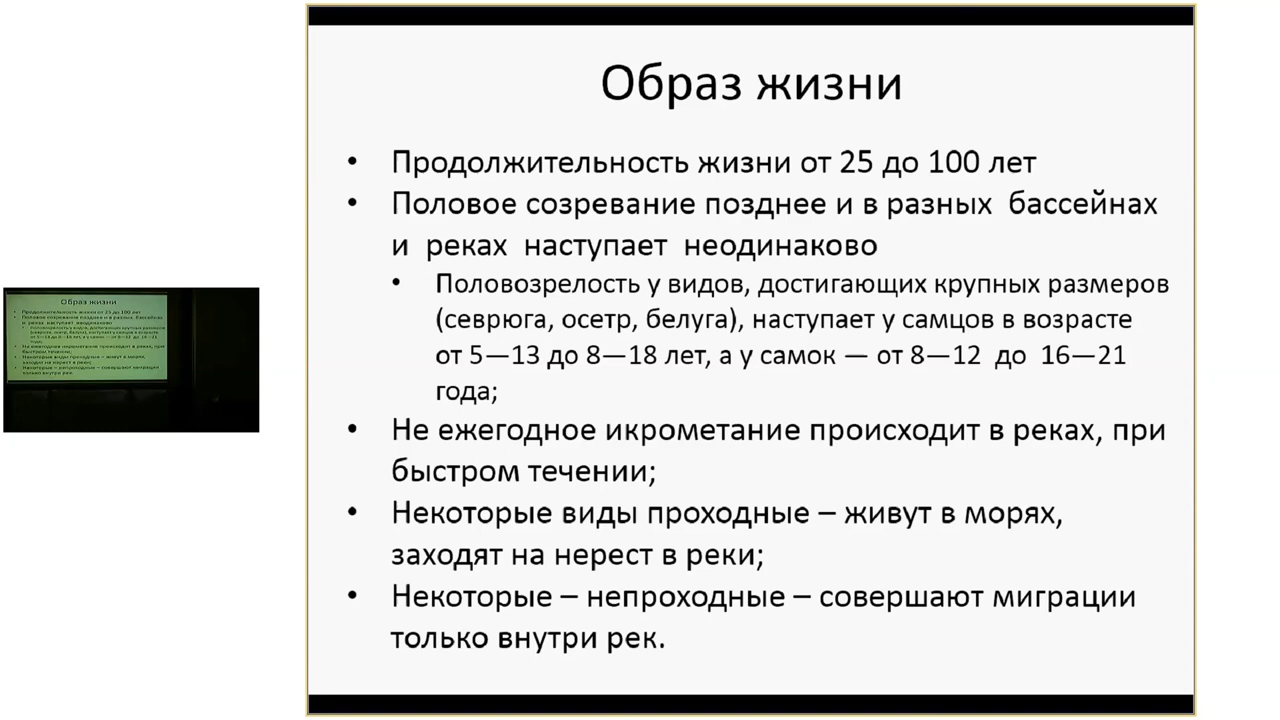 Образ жизни
• Продолжительность жизни от 25 до 100 лет
• Половое созревание позднее и в разных бассейнах
и реках наступает неодинаково
• Половозрелость у видов, достигающих крупных размеров
(севрюга, осетр, белуга), наступает у самцов в возрасте
от 5—13 до 8—18 лет, а у самок — от 8—12 до 16—21
года;
• Не ежегодное икрометание происходит в реках, при
быстром течении;
• Некоторые виды проходные – живут в морях,
заходят на нерест в реки;
• Некоторые – непроходные – совершают миграции
только внутри рек.